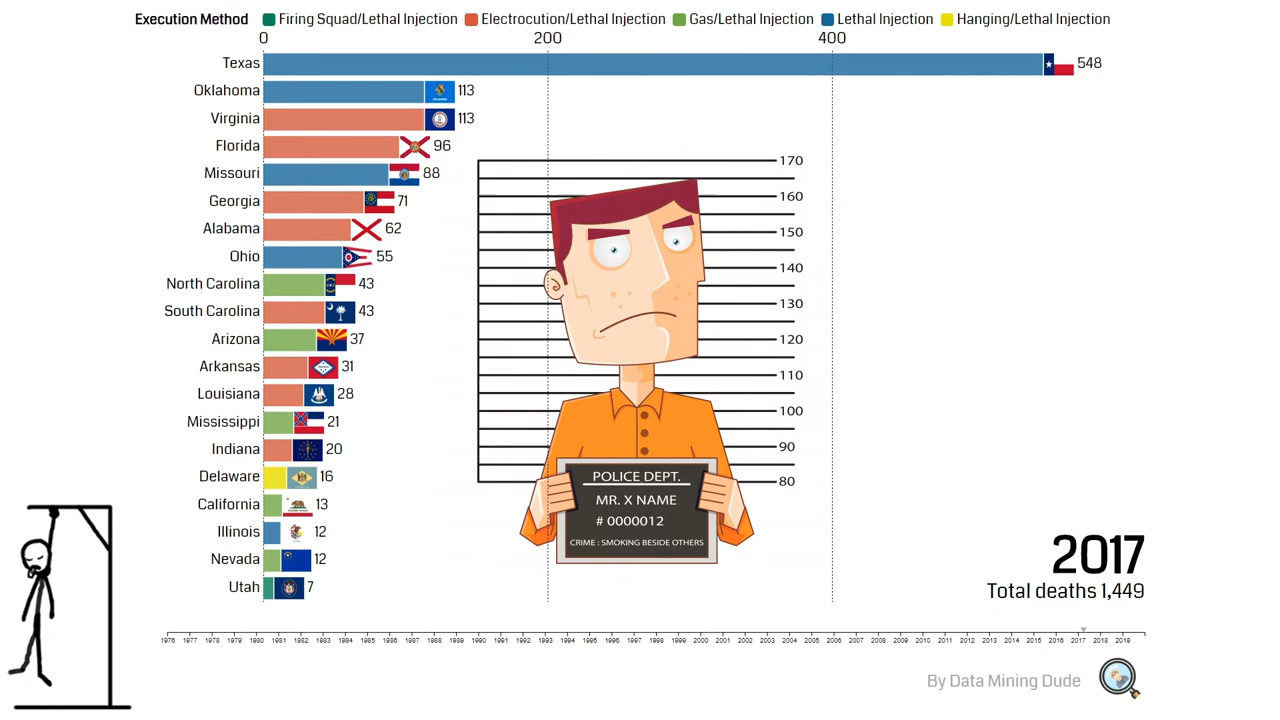 Execution Method Firing Squad/Lethal Injection Electrocution/Lethal Injection Gas/Lethal Injection Lethal Injection Hanging/Lethal Injection
0 200 400
Texas 548
Oklahoma 113
Virginia 113
Florida 96
Missouri 88
Georgia 71
Alabama 62
Ohio 55
North Carolina 43
South Carolina 43
Arizona 37
Arkansas 31
Louisiana 28
Mississippi 21
Indiana 20
Delaware 16
California 13
Illinois 12
Nevada 12
Utah 7
170
160
150
140
130
120
110
100
90
80
POLICE DEPT.
MR. X NAME
# 0000012
CRIME : SMOKING BESIDE OTHERS
2017
Total deaths 1,449
1976 1977 1978 1979 1980 1981 1982 1983 1984 1985 1986 1987 1988 1989 1990 1991 1992 1993 1994 1995 1996 1997 1998 1999 2000 2001 2002 2003 2004 2005 2006 2007 2008 2009 2010 2011 2012 2013 2014 2015 2016 2017 2018 2019
By Data Mining Dude